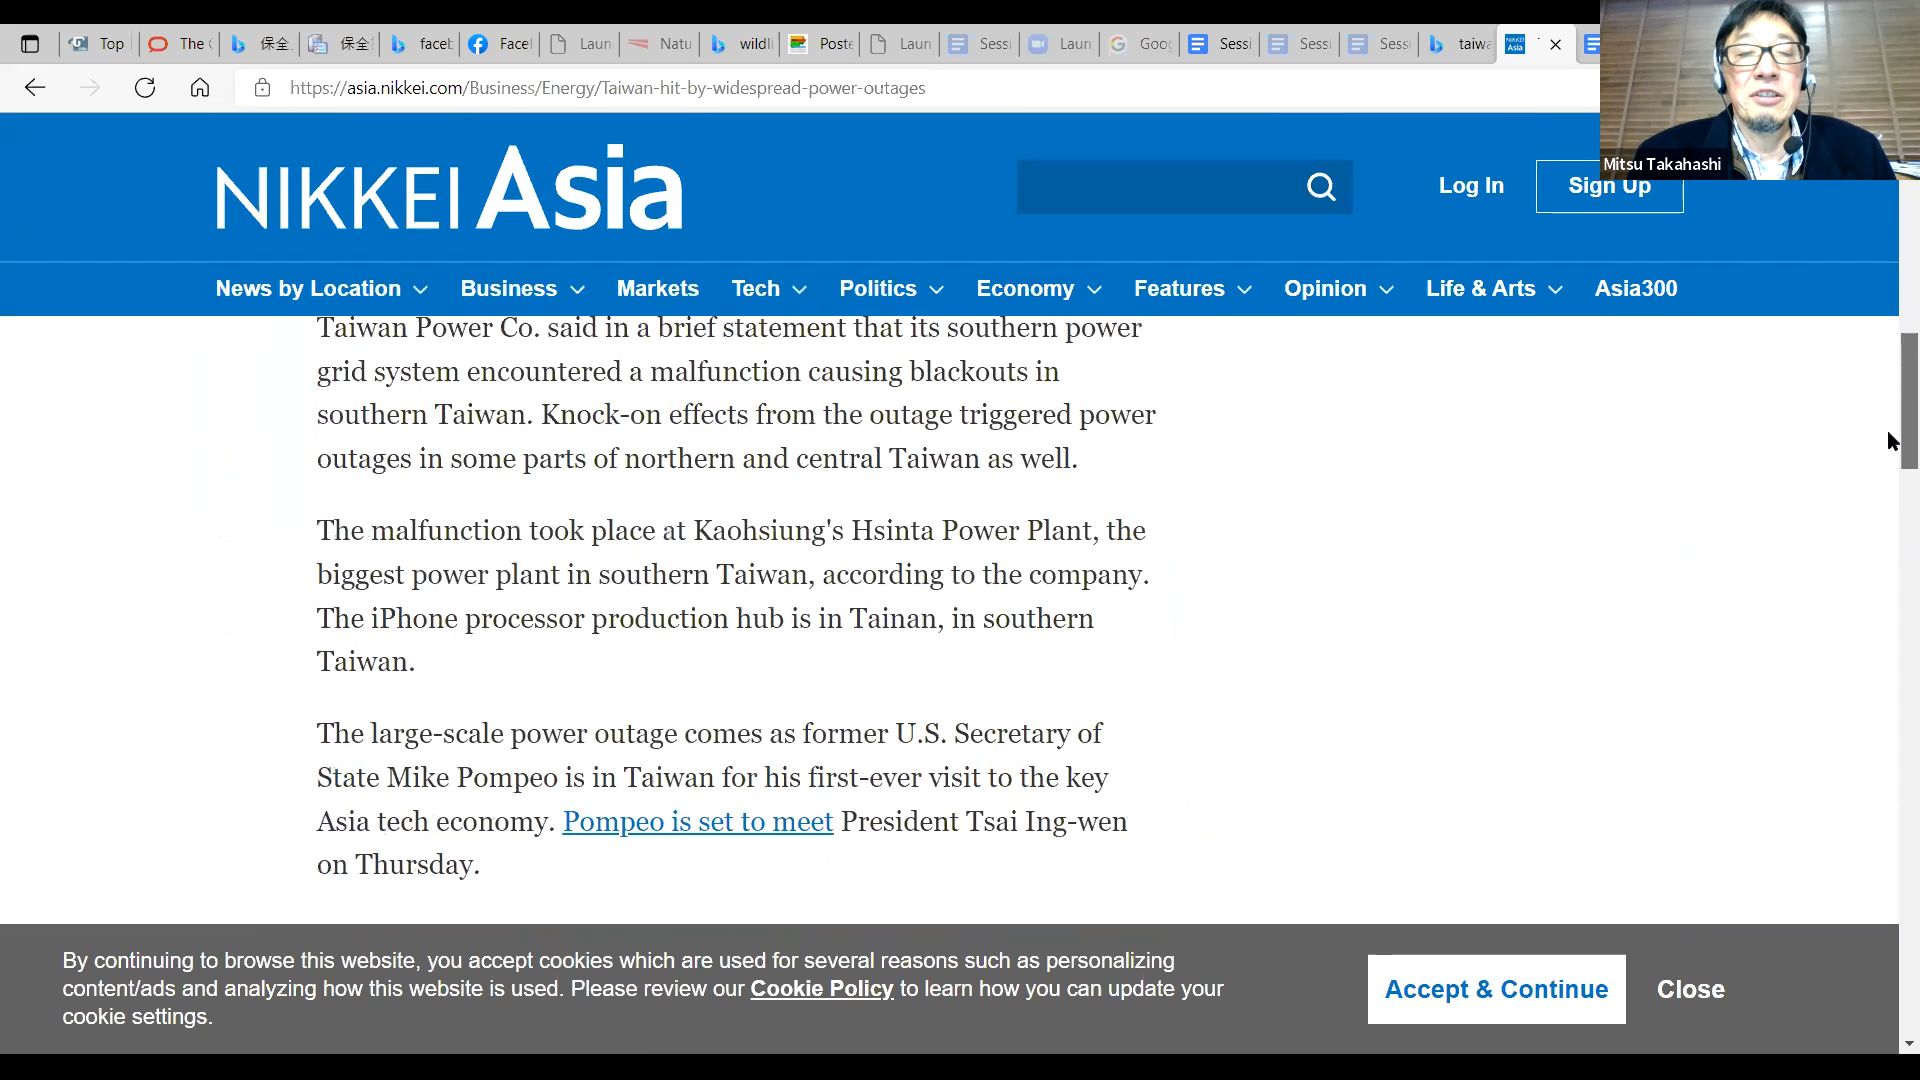 Top
The
保全
保全
faceb
Face
Laun
Natu
wildl
Poste
Laun
Sessi
Laun
Goog
Sessi
Sessi
Sessi
taiwa
https://asia.nikkei.com/Business/Energy/Taiwan-hit-by-widespread-power-outages
Mitsu Takahashi
NIKKEI Asia
Log In
Sign Up
News by Location
Business
Markets
Tech
Politics
Economy
Features
Opinion
Life & Arts
Asia300
Taiwan Power Co. said in a brief statement that its southern power
grid system encountered a malfunction causing blackouts in
southern Taiwan. Knock-on effects from the outage triggered power
outages in some parts of northern and central Taiwan as well.
The malfunction took place at Kaohsiung's Hsinta Power Plant, the
biggest power plant in southern Taiwan, according to the company.
The iPhone processor production hub is in Tainan, in southern
Taiwan.
The large-scale power outage comes as former U.S. Secretary of
State Mike Pompeo is in Taiwan for his first-ever visit to the key
Asia tech economy. Pompeo is set to meet President Tsai Ing-wen
on Thursday.
By continuing to browse this website, you accept cookies which are used for several reasons such as personalizing
content/ads and analyzing how this website is used. Please review our Cookie Policy to learn how you can update your
cookie settings.
Accept & Continue
Close